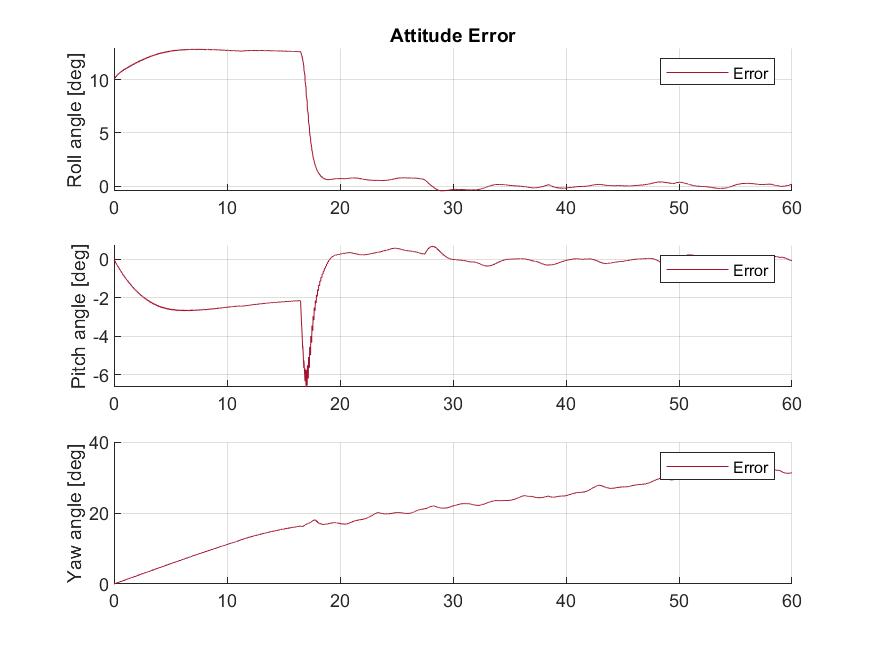 Attitude Error
Roll angle [deg]
10
5
0
Error
0 10 20 30 40 50 60
Pitch angle [deg]
0
-2
-4
-6
Error
0 10 20 30 40 50 60
Yaw angle [deg]
40
20
0
Error
0 10 20 30 40 50 60